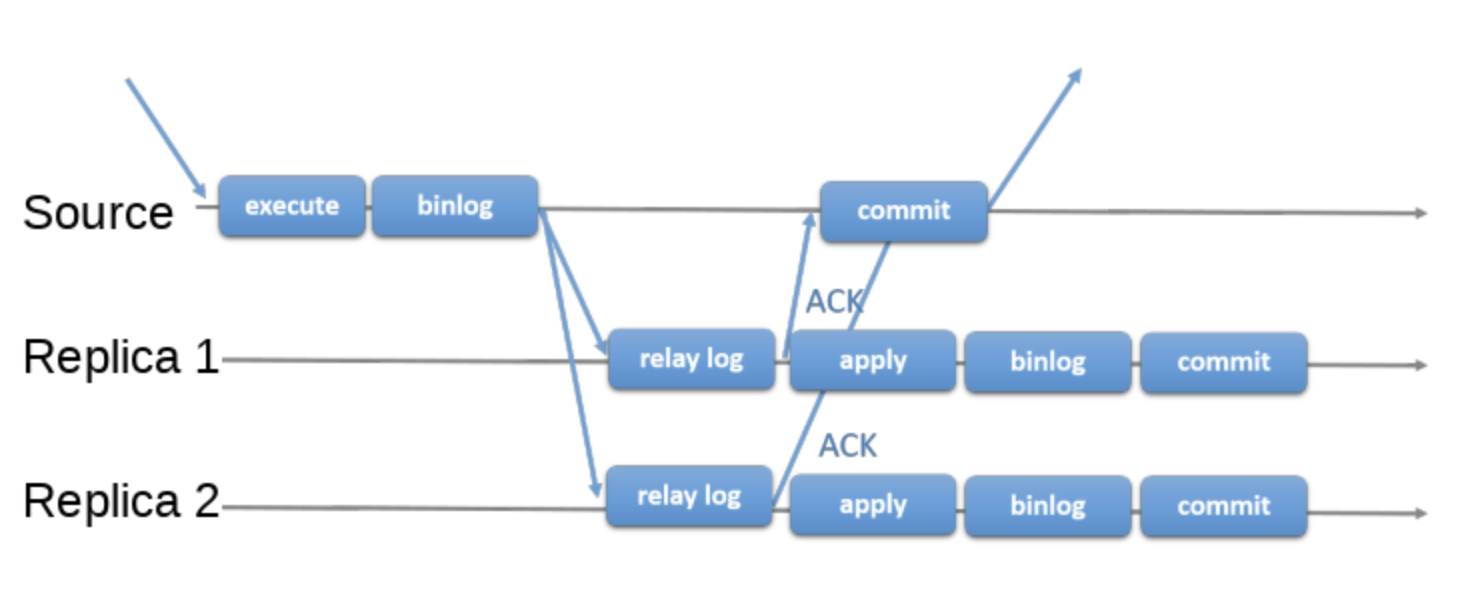 Source
execute
binlog
commit
ACK
Replica 1
relay log
apply
binlog
commit
ACK
Replica 2
relay log
apply
binlog
commit